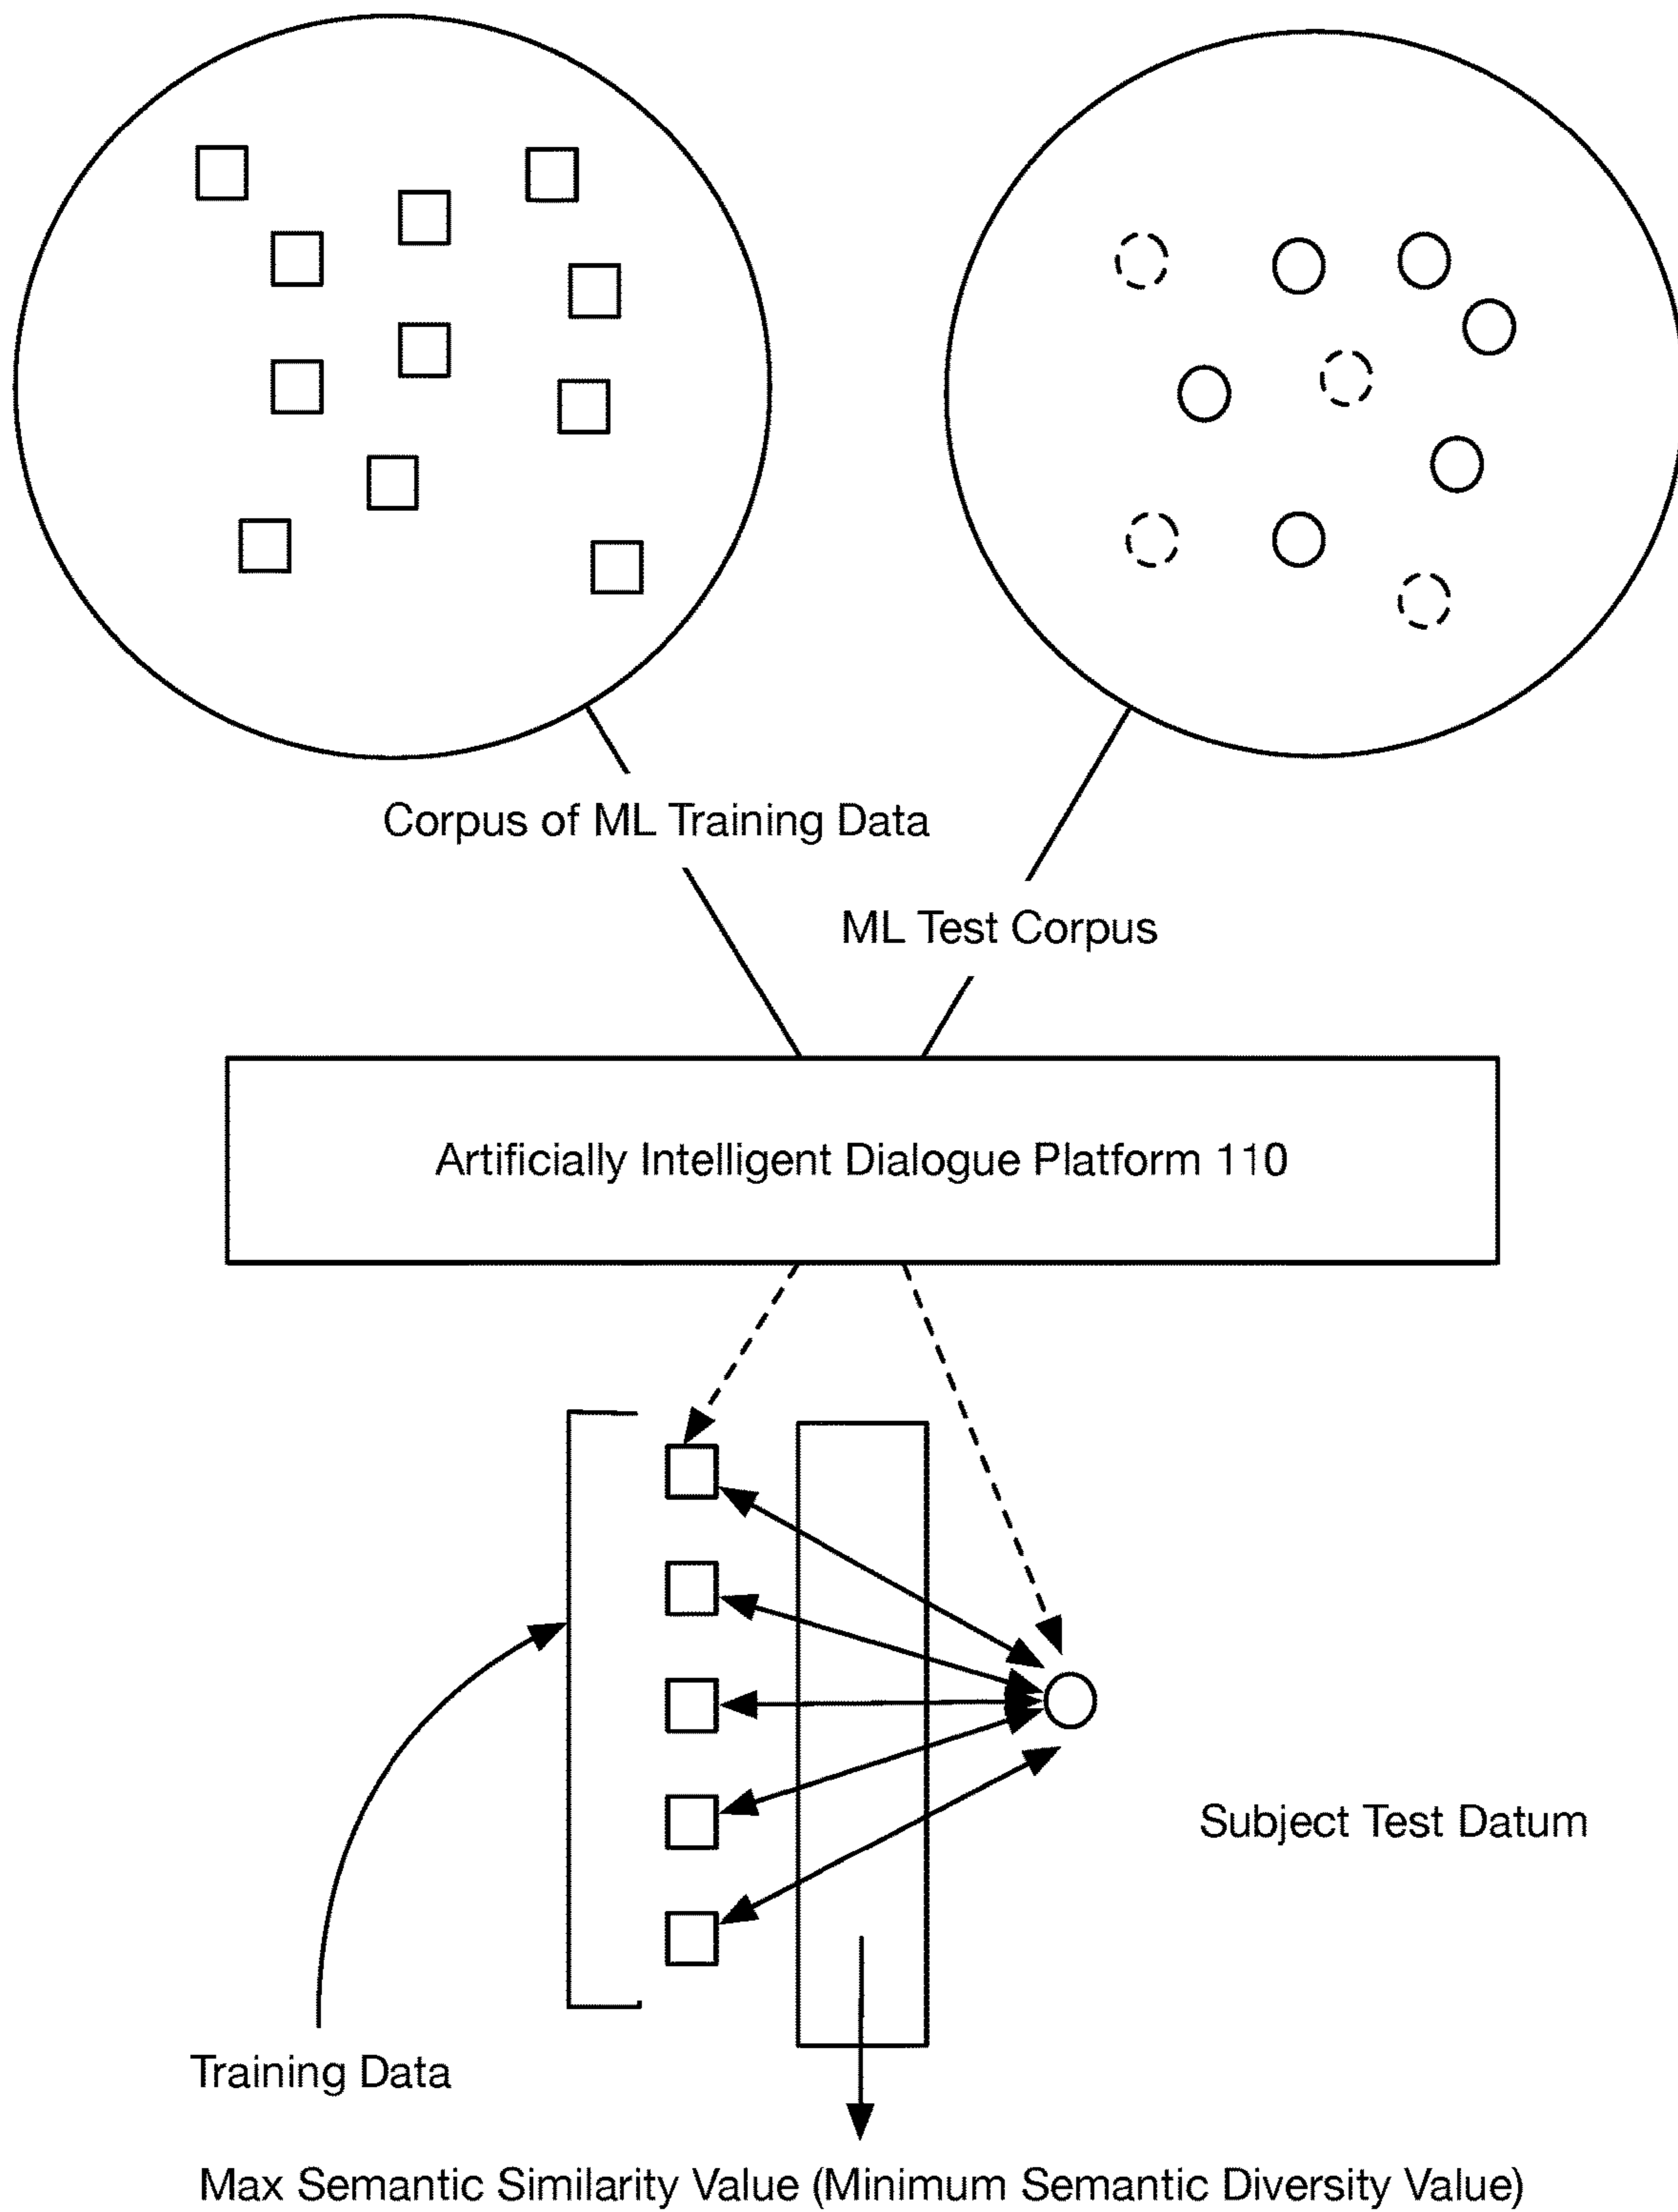 Corpus of ML Training Data
ML Test Corpus
Artificially Intelligent Dialogue Platform 110
Subject Test Datum
Training Data
Max Semantic Similarity Value (Minimum Semantic Diversity Value)